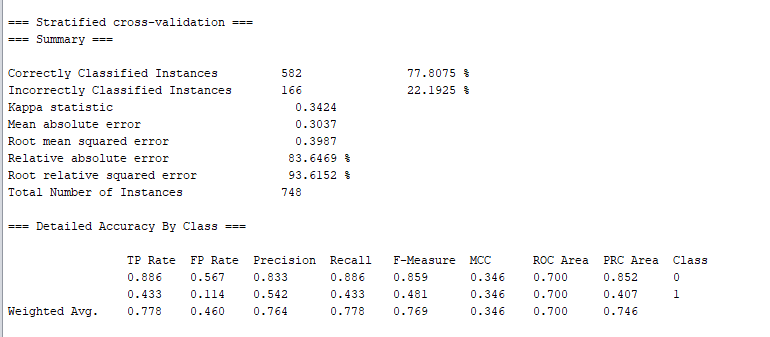 === Stratified cross-validation ===
=== Summary ===
Correctly Classified Instances 582 77.8075 %
Incorrectly Classified Instances 166 22.1925 %
Kappa statistic 0.3424
Mean absolute error 0.3037
Root mean squared error 0.3987
Relative absolute error 83.6469 %
Root relative squared error 93.6152 %
Total Number of Instances 748
=== Detailed Accuracy By Class ===
TP Rate FP Rate Precision Recall F-Measure MCC ROC Area PRC Area Class
0.886 0.567 0.833 0.886 0.859 0.346 0.700 0.852 0
0.433 0.114 0.542 0.433 0.481 0.346 0.700 0.407 1
Weighted Avg. 0.778 0.460 0.764 0.778 0.769 0.346 0.700 0.746